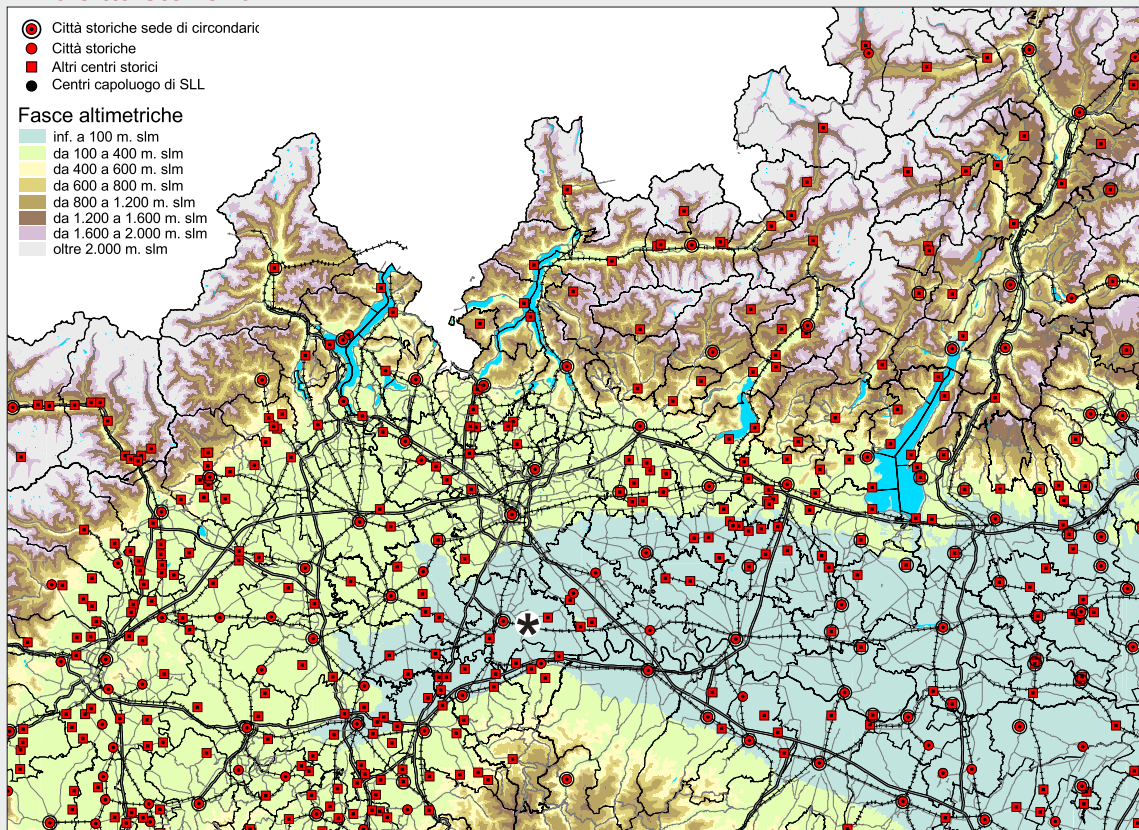 Città storiche sede di circondario
Città storiche
Altri centri storici
Centri capoluogo di SLL
Fasce altimetriche
inf. a 100 m. slm
da 100 a 400 m. slm
da 400 a 600 m. slm
da 600 a 800 m. slm
da 800 a 1.200 m. slm
da 1.200 a 1.600 m. slm
da 1.600 a 2.000 m. slm
oltre 2.000 m. slm
*